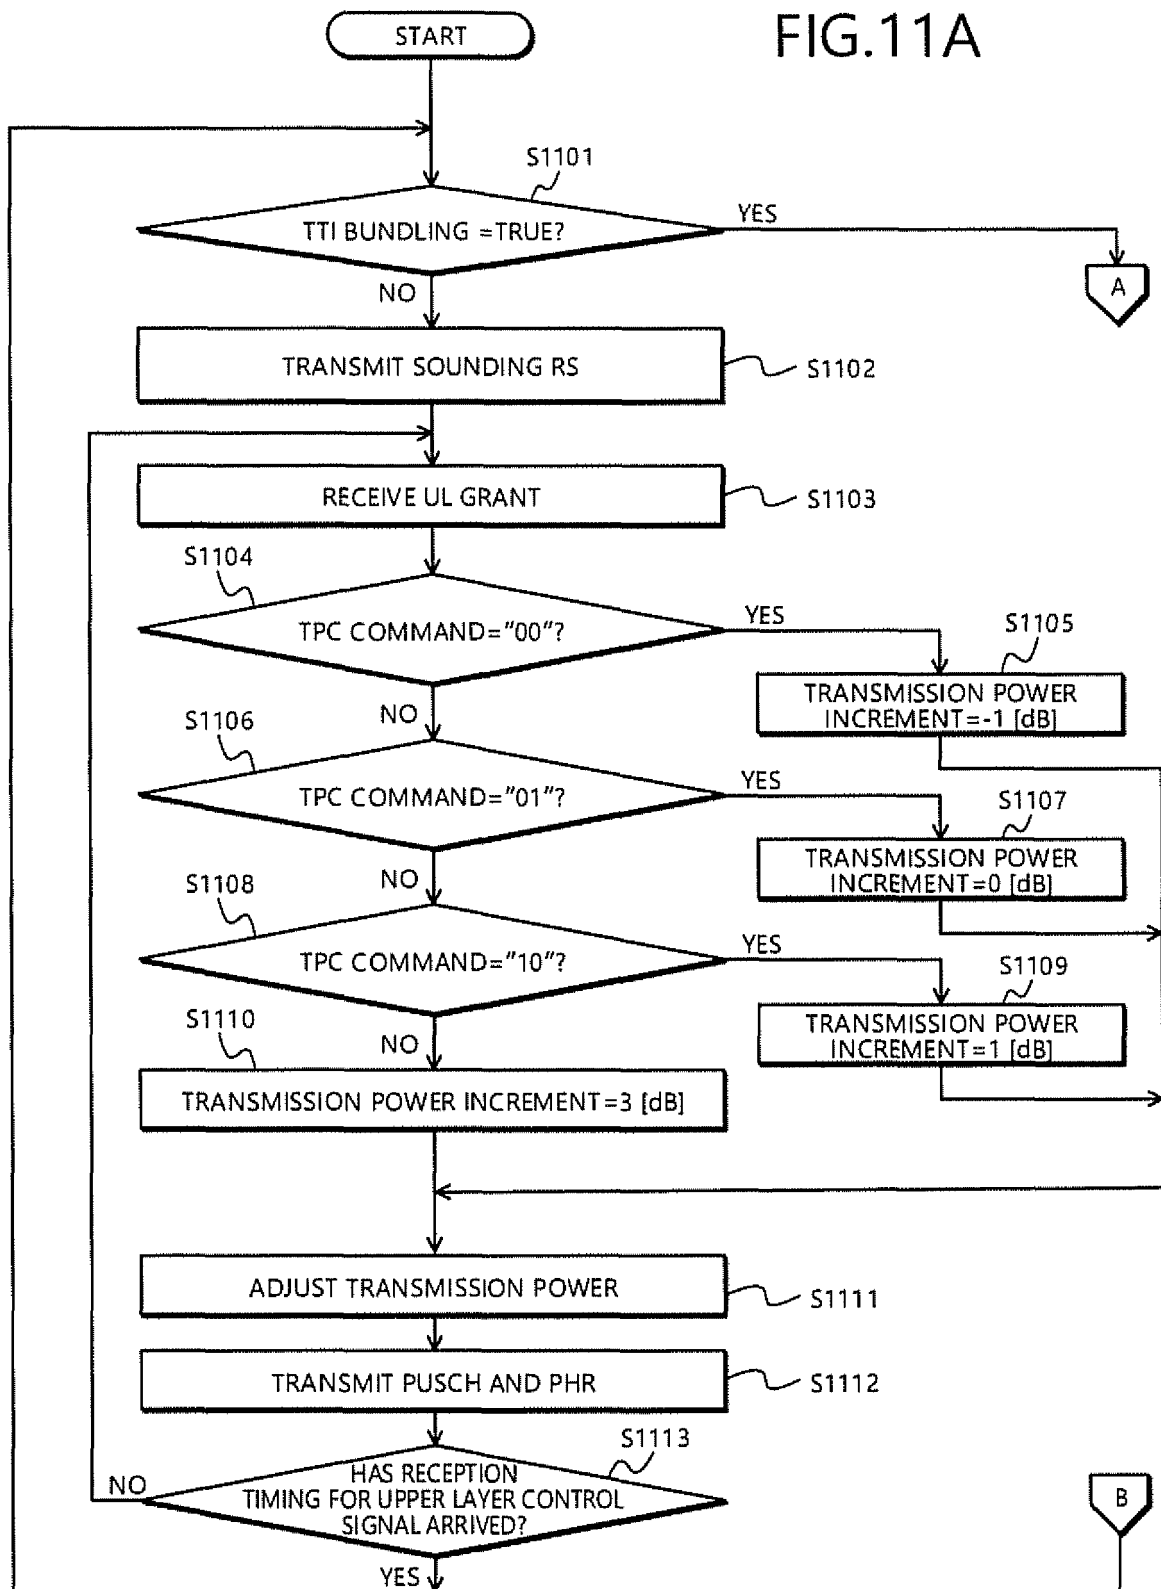 FIG.11A
START
S1101
TTI BUNDLING =TRUE?
YES
A
NO
TRANSMIT SOUNDING RS
S1102
RECEIVE UL GRANT
S1103
S1104
TPC COMMAND="00"?
YES
S1105
TRANSMISSION POWER
INCREMENT=-1 [dB]
NO
S1106
TPC COMMAND="01"?
YES
S1107
TRANSMISSION POWER
INCREMENT=0 [dB]
NO
S1108
TPC COMMAND="10"?
YES
S1109
TRANSMISSION POWER
INCREMENT=1 [dB]
NO
S1110
TRANSMISSION POWER INCREMENT=3 [dB]
ADJUST TRANSMISSION POWER
S1111
TRANSMIT PUSCH AND PHR
S1112
S1113
HAS RECEPTION
TIMING FOR UPPER LAYER CONTROL
SIGNAL ARRIVED?
NO
B
YES